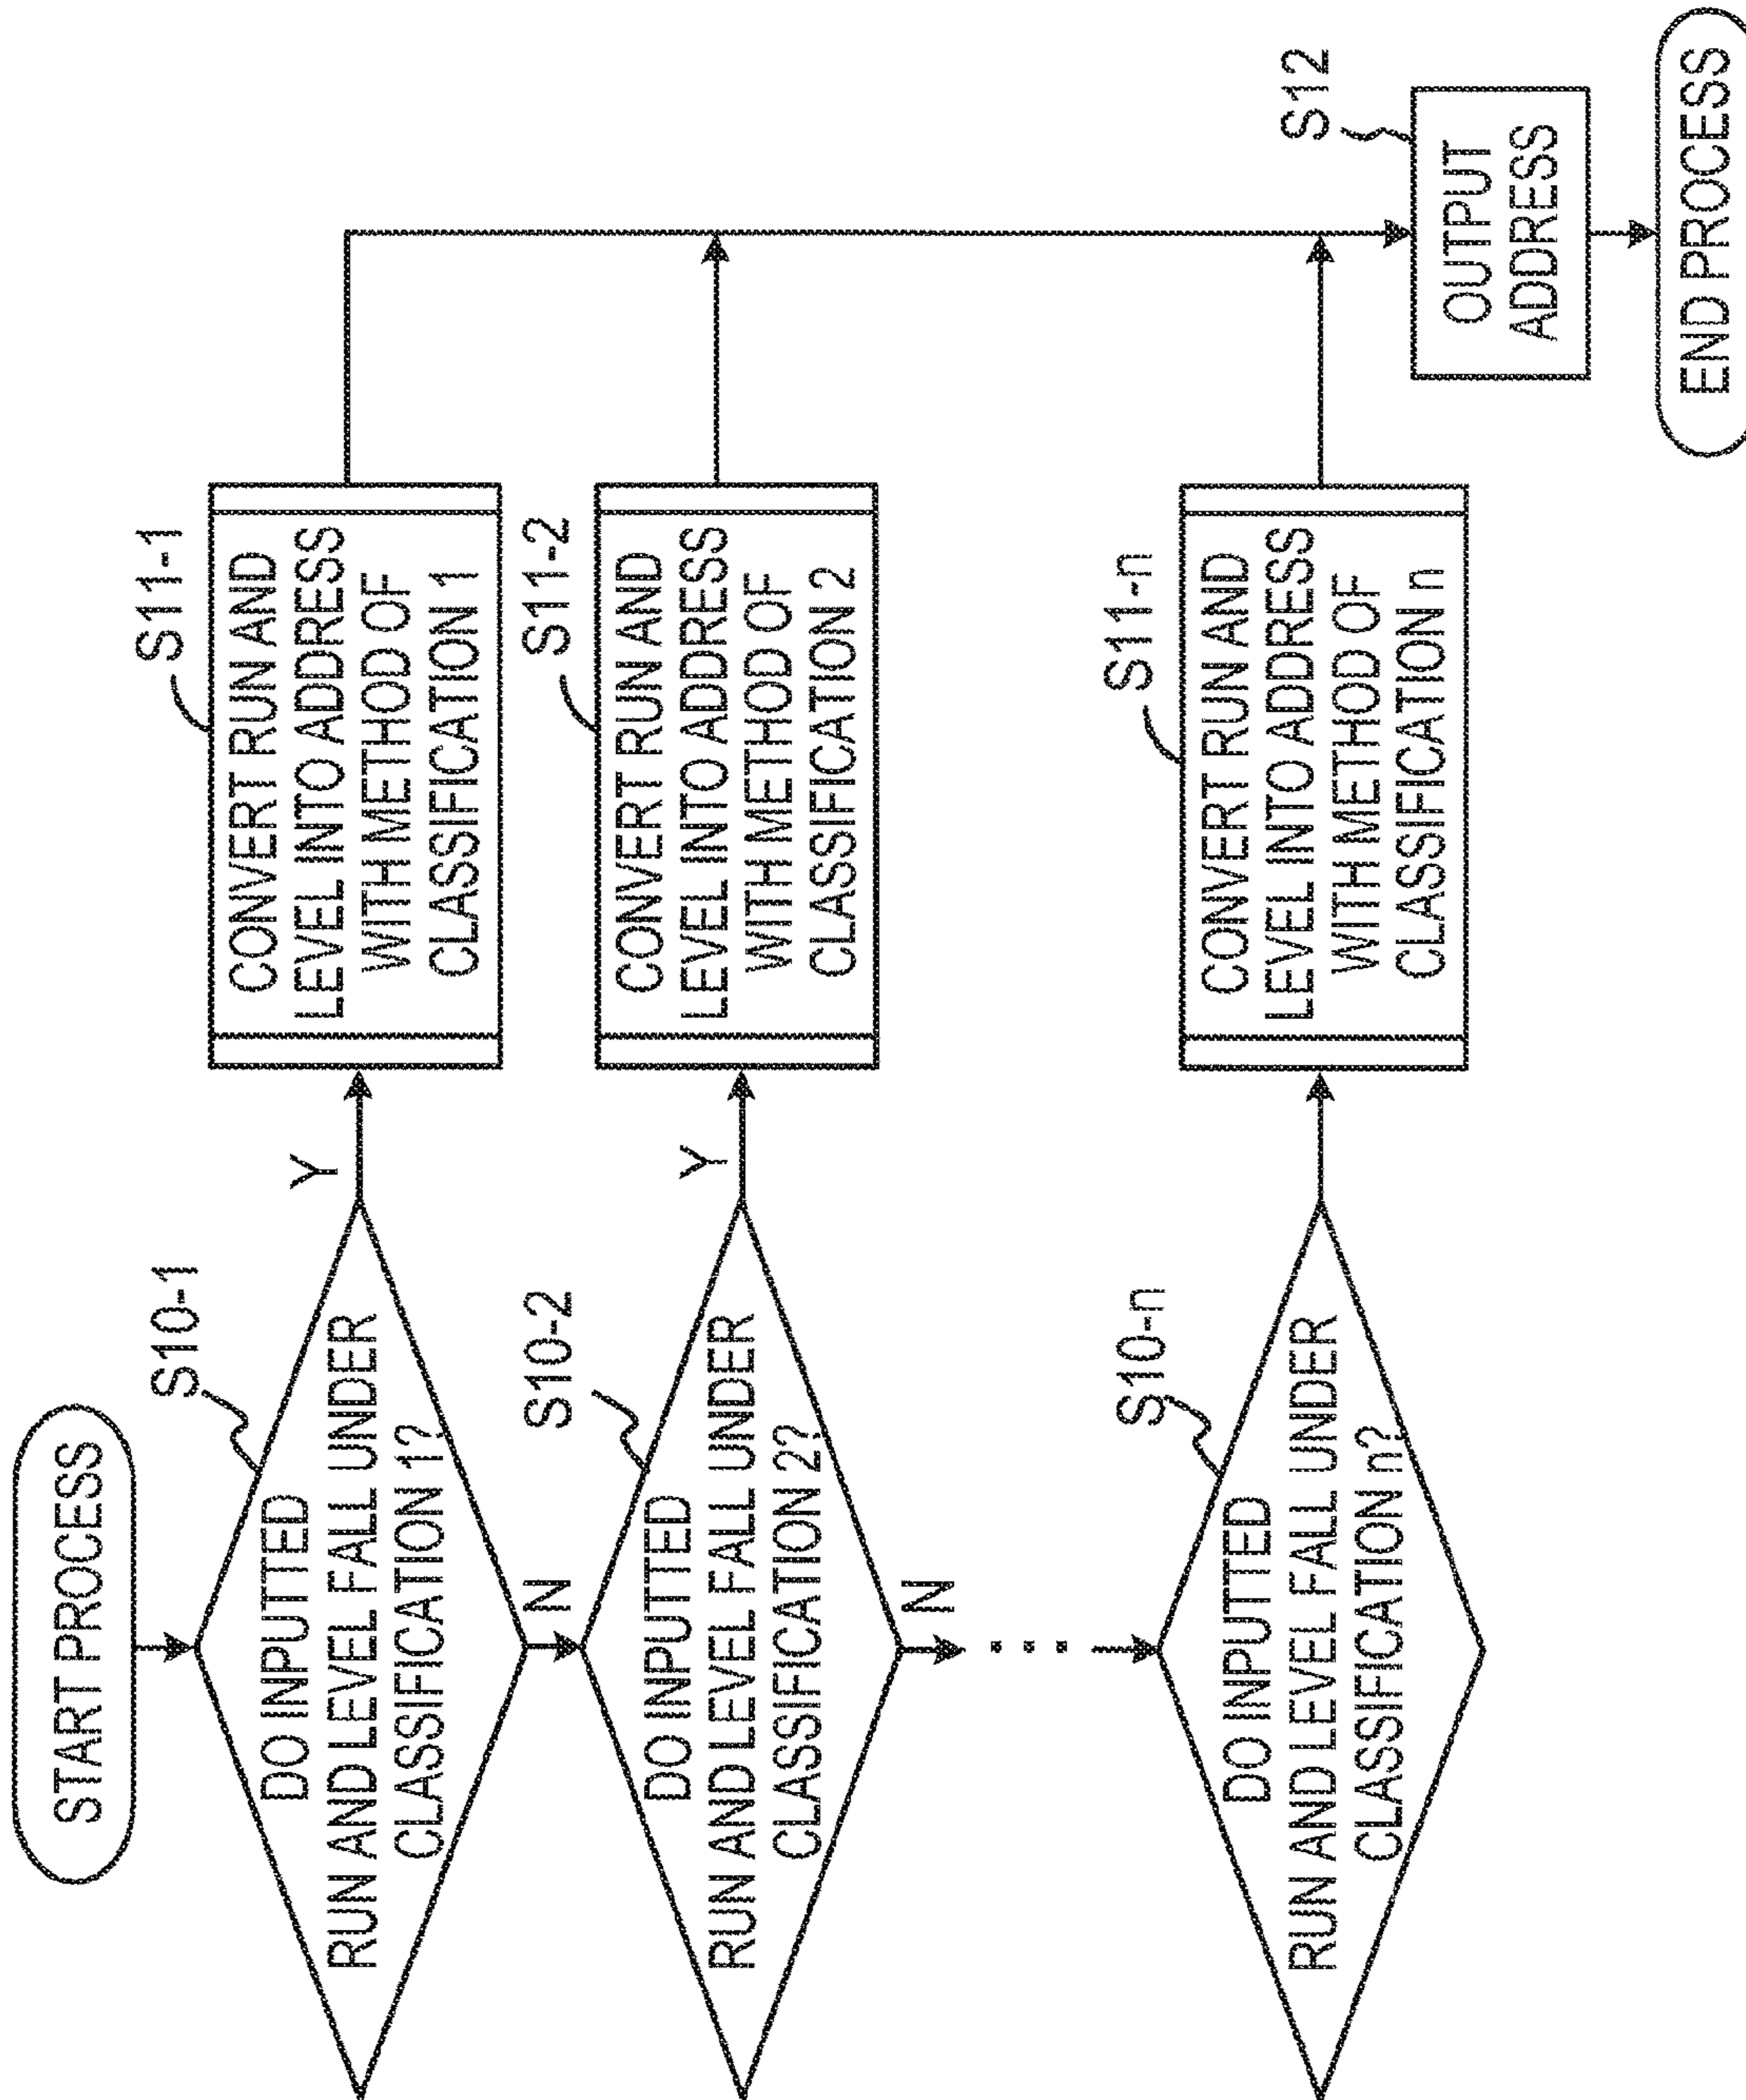 START PROCESS
S10-1
DO INPUTTED
RUN AND LEVEL FALL UNDER
CLASSIFICATION 1?
Y
N
S11-1
CONVERT RUN AND
LEVEL INTO ADDRESS
WITH METHOD OF
CLASSIFICATION 1
S10-2
DO INPUTTED
RUN AND LEVEL FALL UNDER
CLASSIFICATION 2?
Y
N
S11-2
CONVERT RUN AND
LEVEL INTO ADDRESS
WITH METHOD OF
CLASSIFICATION 2
...
S10-n
DO INPUTTED
RUN AND LEVEL FALL UNDER
CLASSIFICATION n?
S11-n
CONVERT RUN AND
LEVEL INTO ADDRESS
WITH METHOD OF
CLASSIFICATION n
S12
OUTPUT
ADDRESS
END PROCESS